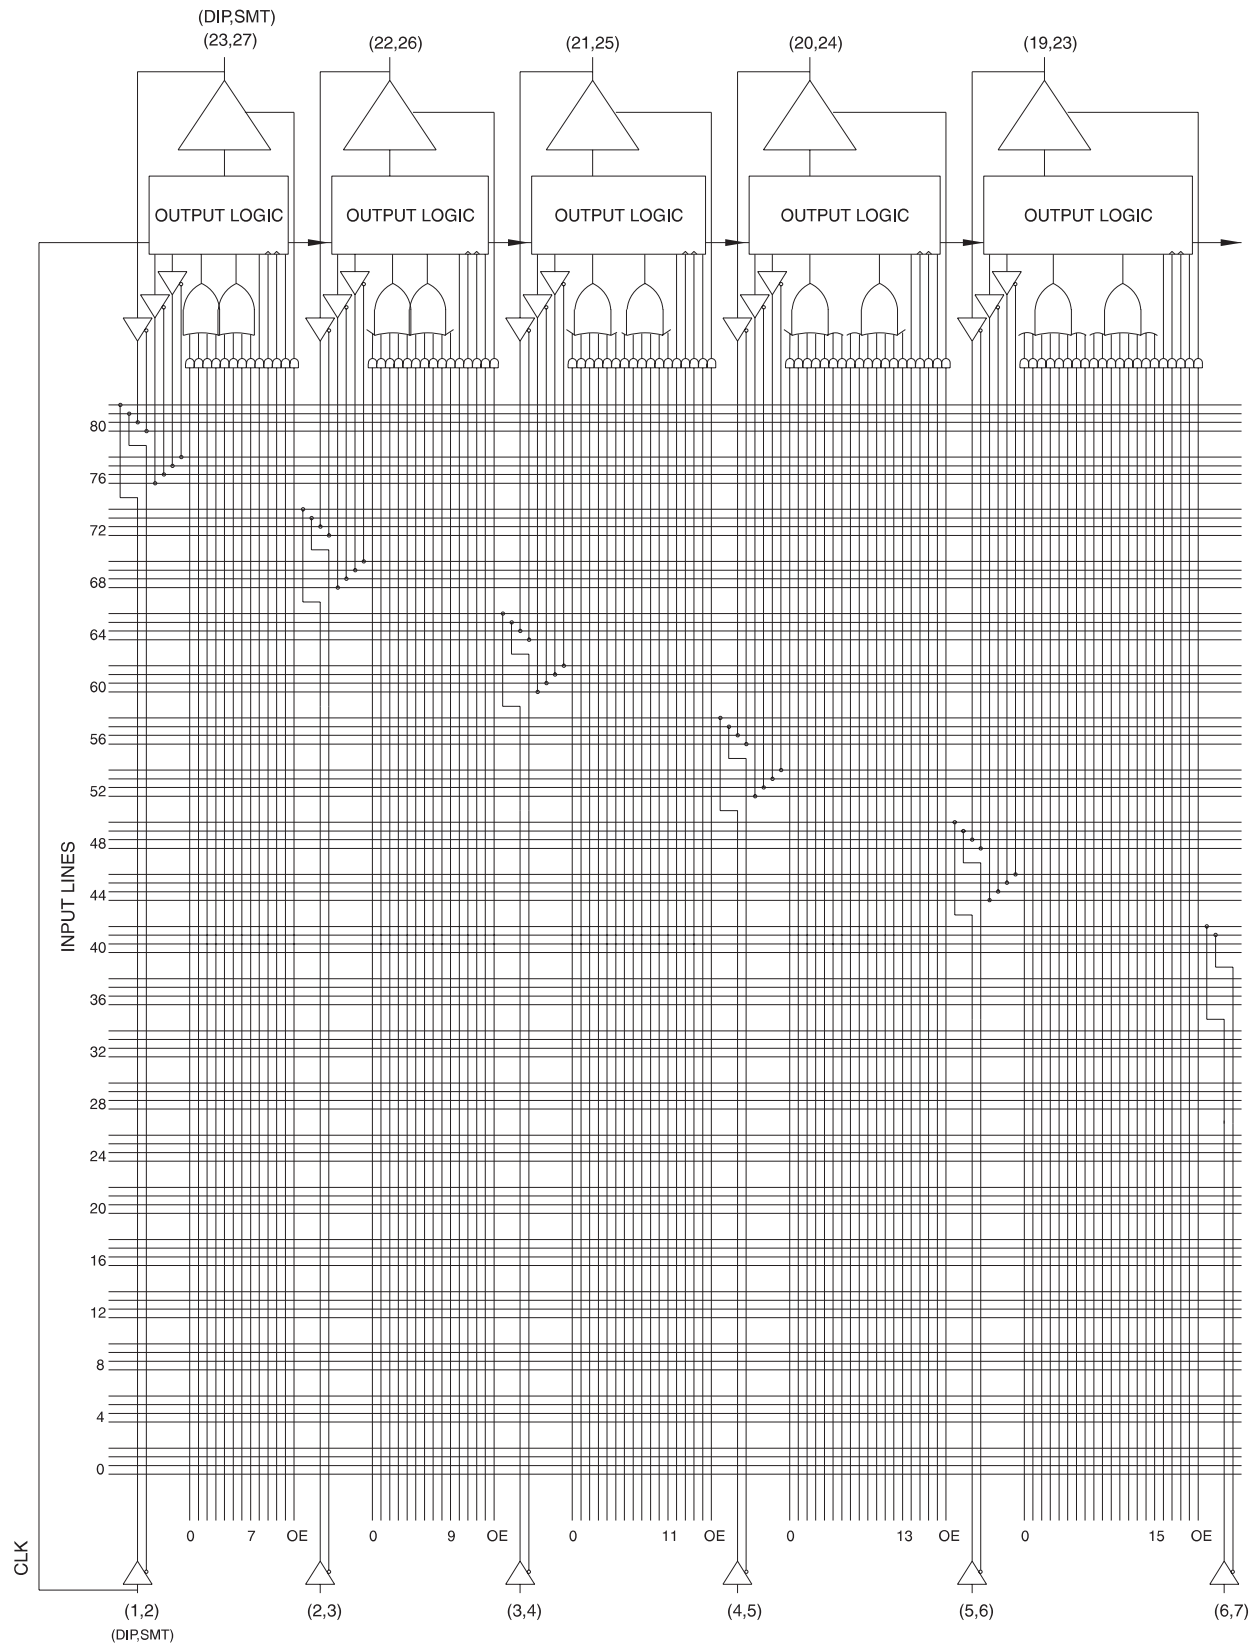 (DIP,SMT)
(23,27) (22,26) (21,25) (20,24) (19,23)
OUTPUT LOGIC OUTPUT LOGIC OUTPUT LOGIC OUTPUT LOGIC OUTPUT LOGIC
80
76
72
68
64
60
56
52
48
44
INPUT LINES
40
36
32
28
24
20
16
12
8
4
0
0 7 OE 0 9 OE 0 11 OE 0 13 OE 0 15 OE
CLK
(1,2) (2,3) (3,4) (4,5) (5,6) (6,7)
(DIP,SMT)